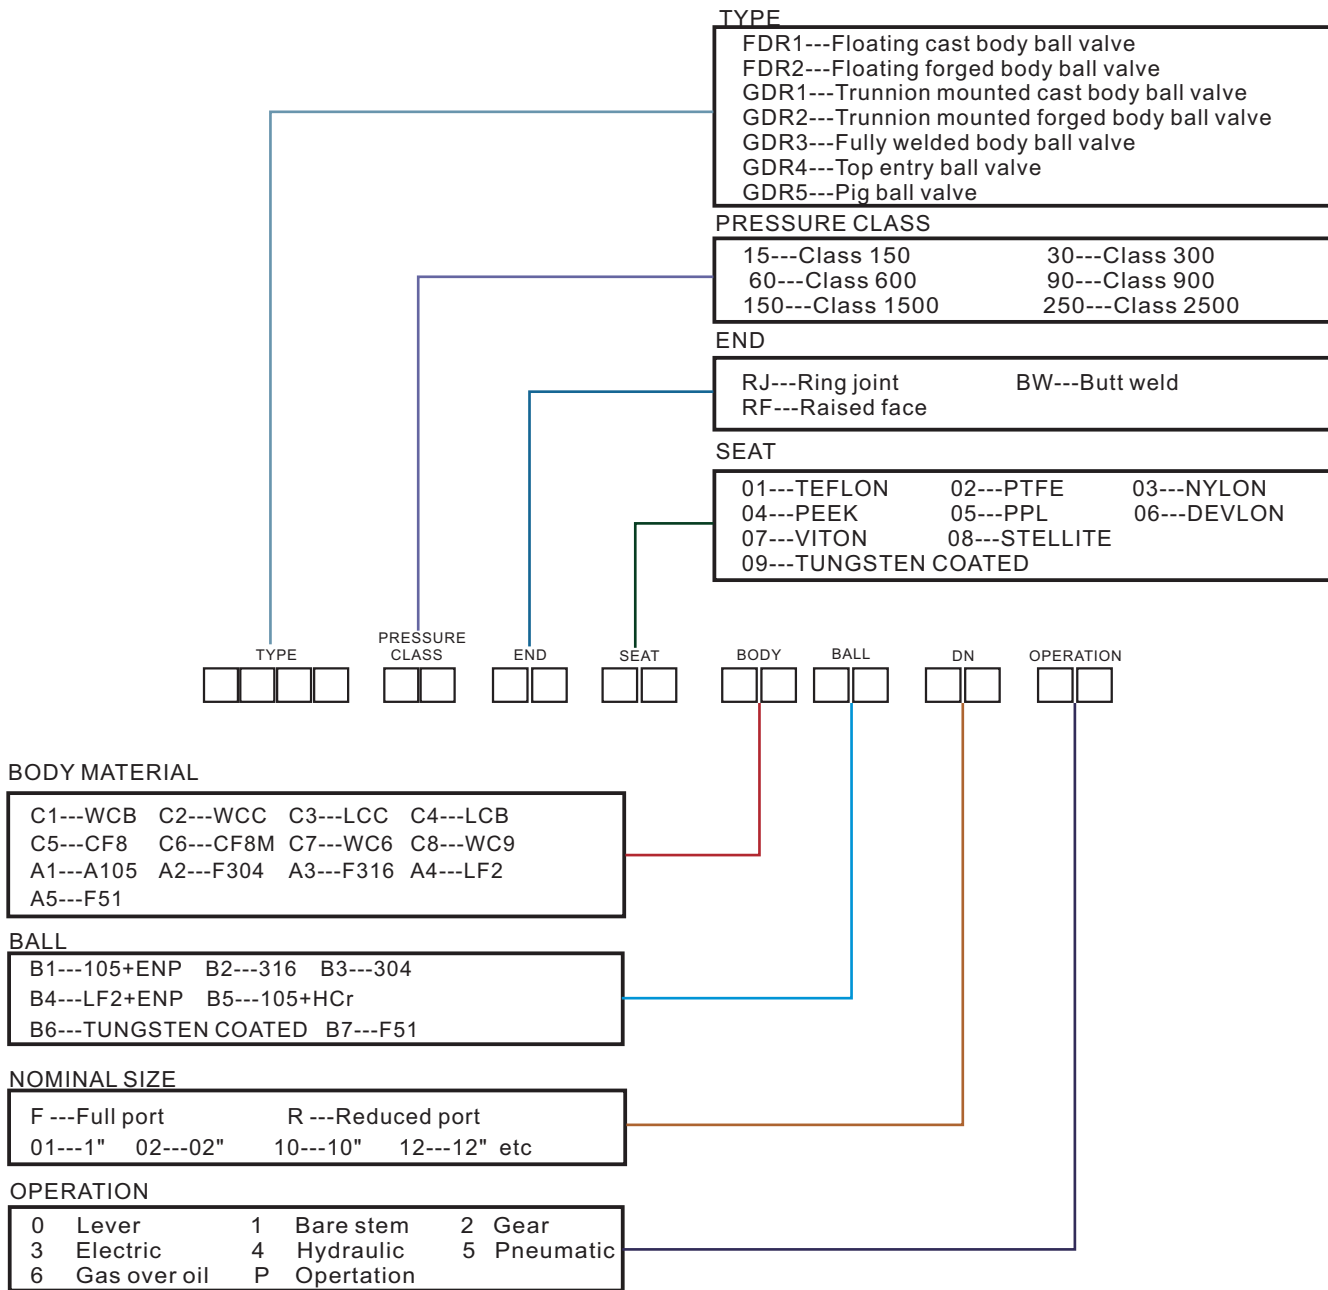 TYPE
FDR1---Floating cast body ball valve
FDR2---Floating forged body ball valve
GDR1---Trunnion mounted cast body ball valve
GDR2---Trunnion mounted forged body ball valve
GDR3---Fully welded body ball valve
GDR4---Top entry ball valve
GDR5---Pig ball valve
PRESSURE CLASS
15---Class 150 30---Class 300
60---Class 600 90---Class 900
150---Class 1500 250---Class 2500
END
RJ---Ring joint BW---Butt weld
RF---Raised face
SEAT
01---TEFLON 02---PTFE 03---NYLON
04---PEEK 05---PPL 06---DEVLON
07---VITON 08---STELLITE
09---TUNGSTEN COATED
TYPE PRESSURE CLASS END SEAT BODY BALL DN OPERATION
BODY MATERIAL
C1---WCB C2---WCC C3---LCC C4---LCB
C5---CF8 C6---CF8M C7---WC6 C8---WC9
A1---A105 A2---F304 A3---F316 A4---LF2
A5---F51
BALL
B1---105+ENP B2---316 B3---304
B4---LF2+ENP B5---105+HCr
B6---TUNGSTEN COATED B7---F51
NOMINAL SIZE
F ---Full port R ---Reduced port
01---1" 02---02" 10---10" 12---12" etc
OPERATION
0 Lever 1 Bare stem 2 Gear
3 Electric 4 Hydraulic 5 Pneumatic
6 Gas over oil P Opertation